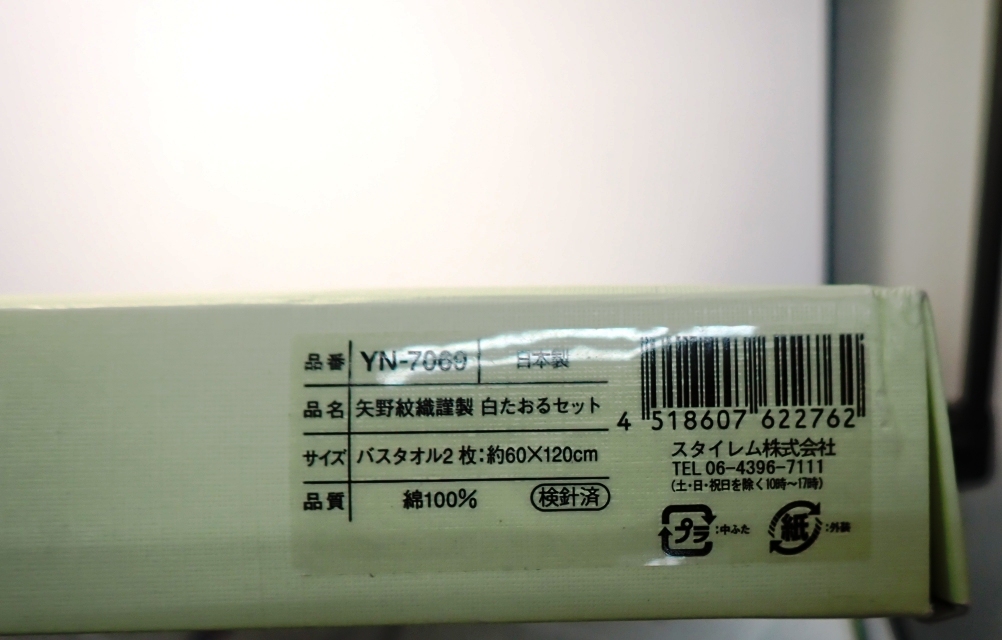 品番 YN-7069 日本製
品名 矢野紋織謹製 白たおるセット
サイズ バスタオル2枚:約60×120cm
品質 綿100% 検針済
4 518607 622762
スタイレム株式会社
TEL 06-4396-7111
(土・日・祝日を除く10時〜17時)
プラ :中ふた 紙 :外装